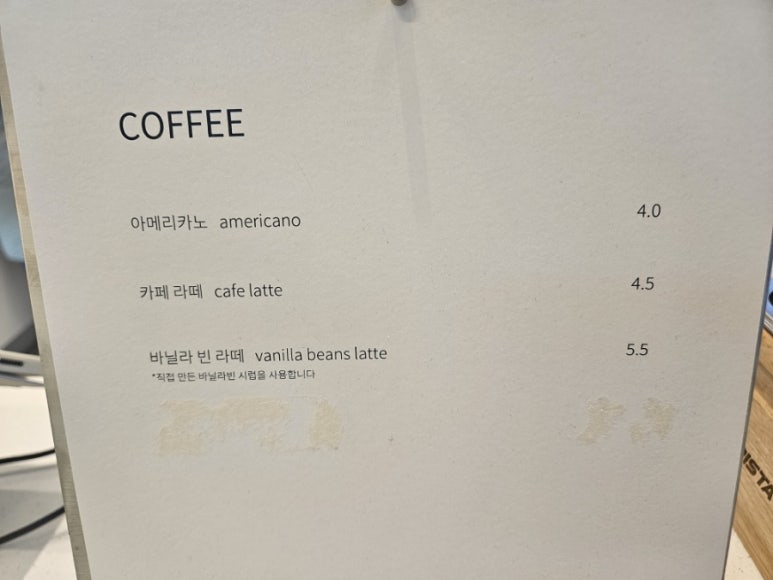 COFFEE
아메리카노 americano 4.0
카페 라떼 cafe latte 4.5
바닐라 빈 라떼 vanilla beans latte 5.5
*직접 만든 바닐라빈 시럽을 사용합니다